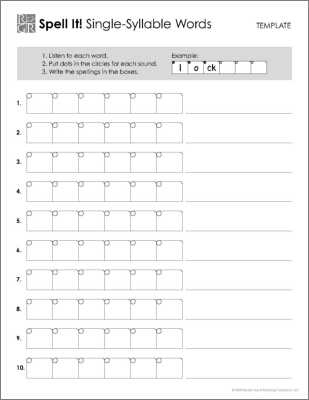 Spell It! Single-Syllable Words
TEMPLATE
1. Listen to each word.
2. Put dots in the circles for each sound.
3. Write the spellings in the boxes.
Example:
l o ck
1.
2.
3.
4.
5.
6.
7.
8.
9.
10.